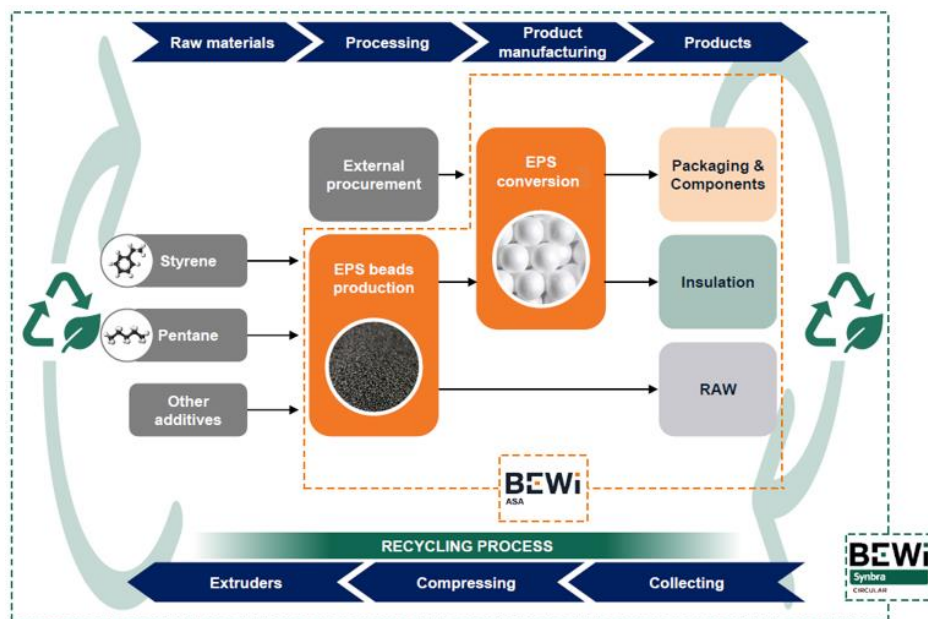 Raw materials
Processing
Product
manufacturing
Products
External
procurement
EPS
conversion
Packaging &
Components
Styrene
EPS beads
production
Insulation
Pentane
Other
additives
RAW
BEWi
ASA
RECYCLING PROCESS
Extruders
Compressing
Collecting
BEWi
Synbra
CIRCULAR